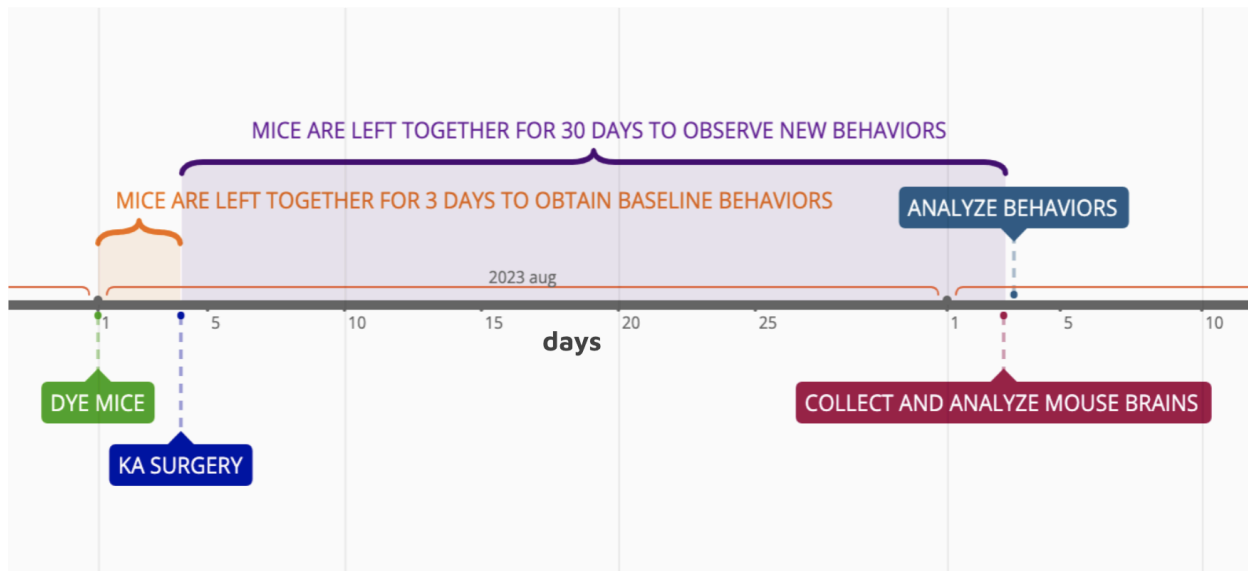 MICE ARE LEFT TOGETHER FOR 30 DAYS TO OBSERVE NEW BEHAVIORS
MICE ARE LEFT TOGETHER FOR 3 DAYS TO OBTAIN BASELINE BEHAVIORS
ANALYZE BEHAVIORS
2023 aug
1 5 10 15 20 25 1 5 10
days
DYE MICE
COLLECT AND ANALYZE MOUSE BRAINS
KA SURGERY